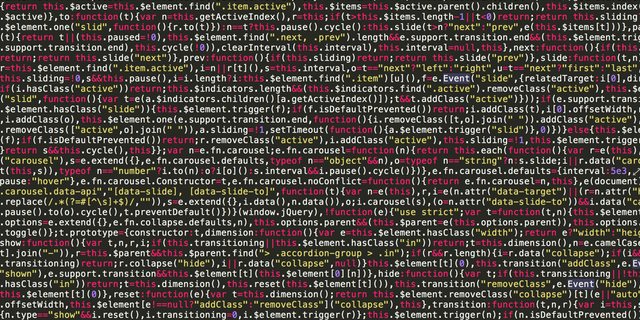 {return this.$element.find(".item.active"),this.$items=this.$active.parent().children(),this.$items.index
$active)},to:function(t){var n=this.getActiveIndex(),r=this;if(t>this.$items.length-1||t<0)return;return this.sliding
.$element.one("slid",function(){r.to(t)}):n==t?this.pause().cycle():this.slide(t>n?"next":"prev",e(this.$items[t]))},pau
(t){return t||(this.paused=!0),this.$element.find(".next, .prev").length&&e.support.transition.end&&(this.$element.trig
.support.transition.end),this.cycle(!0)),clearInterval(this.interval),this.interval=null,this},next:function(){if(this
return;return this.slide("next")},prev:function(){if(this.sliding)return;return this.slide("prev")},slide:function(t,
t.find(".item.active"),i=n||r[t](),s=this.interval,o=t=="next"?"left":"right",u=t=="next"?"first":"last"
this.sliding=!0,s&&this.pause(),i=i.length?i:this.$element.find(".item")[u](),f=e.Event("slide",{relatedTarget:i[0],
if(i.hasClass("active"))return;this.$indicators.length&&(this.$indicators.find(".active").removeClass("active"),this
"slid",function(){var t=e(a.$indicators.children()[a.getActiveIndex()]);t&&t.addClass("active")}));if(e.support.trans
$element.hasClass("slide")){this.$element.trigger(f);if(f.isDefaultPrevented())return;i.addClass(t),i[0].offsetWidth,
,i.addClass(o),this.$element.one(e.support.transition.end,function(){i.removeClass([t,o].join(" ")).addClass("active")
removeClass(["active",o].join(" ")),a.sliding=!1,setTimeout(function(){a.$element.trigger("slid")},0)})}else{this.$ele
(f);if(f.isDefaultPrevented())return;r.removeClass("active"),i.addClass("active"),this.sliding=!1,this.$element.trigge
return s&&this.cycle(),this}};var n=e.fn.carousel;e.fn.carousel=function(n){return this.each(function(){var r=e(this)
"carousel"),s=e.extend({},e.fn.carousel.defaults,typeof n=="object"&&n),o=typeof n=="string"?n:s.slide;i||r.data("car
t(this,s)),typeof n=="number"?i.to(n):o?i[o]():s.interval&&i.pause().cycle()})},e.fn.carousel.defaults={interval:5e3,
pause:"hover"},e.fn.carousel.Constructor=t,e.fn.carousel.noConflict=function(){return e.fn.carousel=n,this},e(document
.carousel.data-api","[data-slide], [data-slide-to]",function(t){var n=e(this),r,i=e(n.attr("data-target")||(r=n.attr
.replace(/.*(?=#[^\s]+$)/,"")),s=e.extend({},i.data(),n.data()),o;i.carousel(s),(o=n.attr("data-slide-to"))&&i.data("ca
pause().to(o).cycle(),t.preventDefault()})}(window.jQuery),!function(e){"use strict";var t=function(t,n){this.$element
options=e.extend({},e.fn.collapse.defaults,n),this.options.parent&&(this.$parent=e(this.options.parent)),this.options.
.toggle()};t.prototype={constructor:t,dimension:function(){var e=this.$element.hasClass("width");return e?"width":"hei
show:function(){var t,n,r,i;if(this.transitioning||this.$element.hasClass("in"))return;t=this.dimension(),n=e.camelCas
t].join("-")),r=this.$parent&&this.$parent.find("> .accordion-group > .in");if(r&&r.length){i=r.data("collapse");if(i&&
transitioning)return;r.collapse("hide"),i||r.data("collapse",null)}this.$element[t](0),this.transition("addClass",e.Eve
"shown"),e.support.transition&&this.$element[t](this.$element[0][n])},hide:function(){var t;if(this.transitioning||!th
hasClass("in"))return;t=this.dimension(),this.reset(this.$element[t]()),this.transition("removeClass",e.Event("hide"),
this.$element[t](0)},reset:function(e){var t=this.dimension();return this.$element.removeClass("collapse")[t](e||"aut
offsetWidth,this.$element[e!==null?"addClass":"removeClass"]("collapse"),this},transition:function(t,n,r){var i=this,s
{n.type=="show"&&i.reset(),i.transitioning=0,i.$element.trigger(r)};this.$element.trigger(n);if(n.isDefaultPrevented()